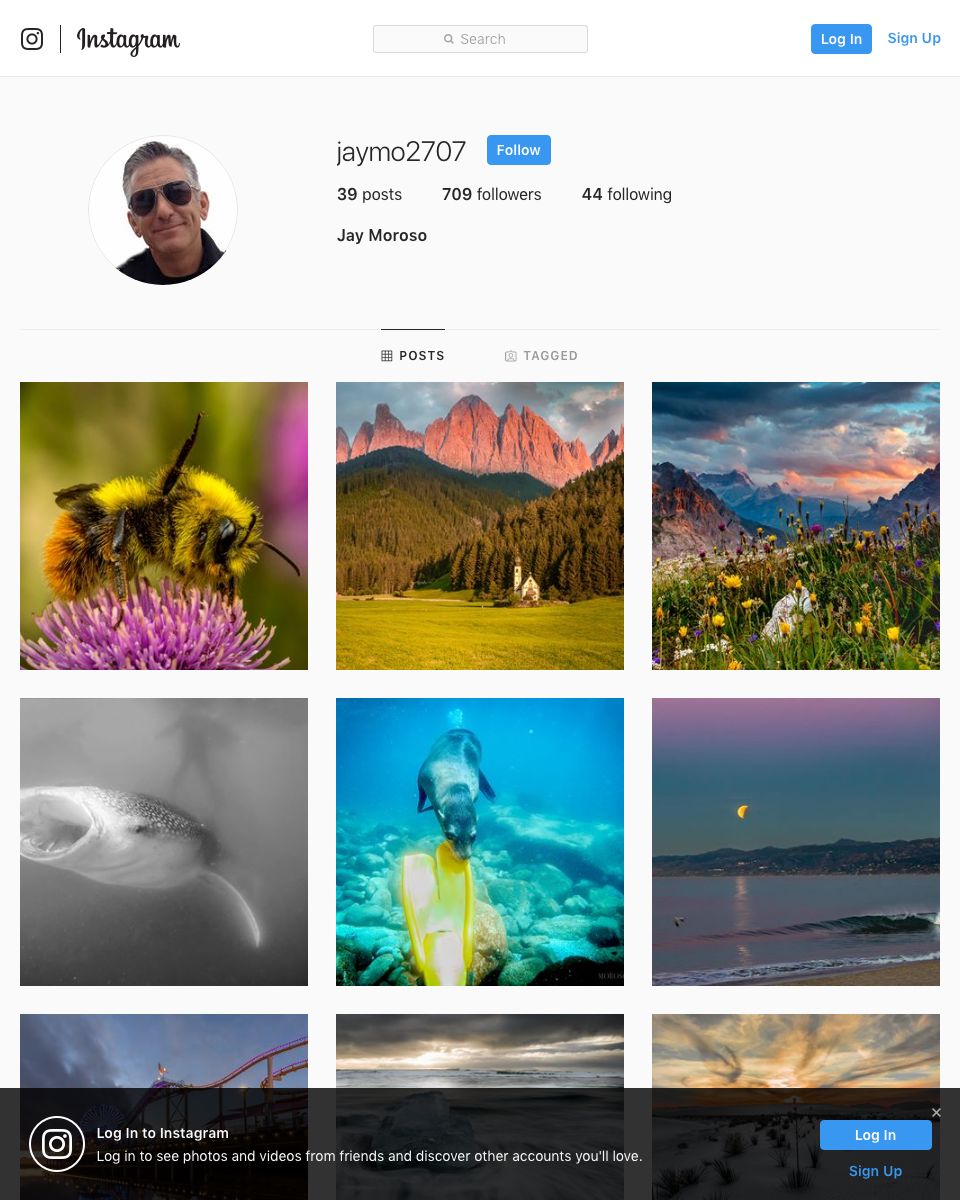 Instagram
Search
Log In
Sign Up
jaymo2707
Follow
39 posts
709 followers
44 following
Jay Moroso
POSTS
TAGGED
Log In to Instagram
Log in to see photos and videos from friends and discover other accounts you'll love.
Log In
Sign Up